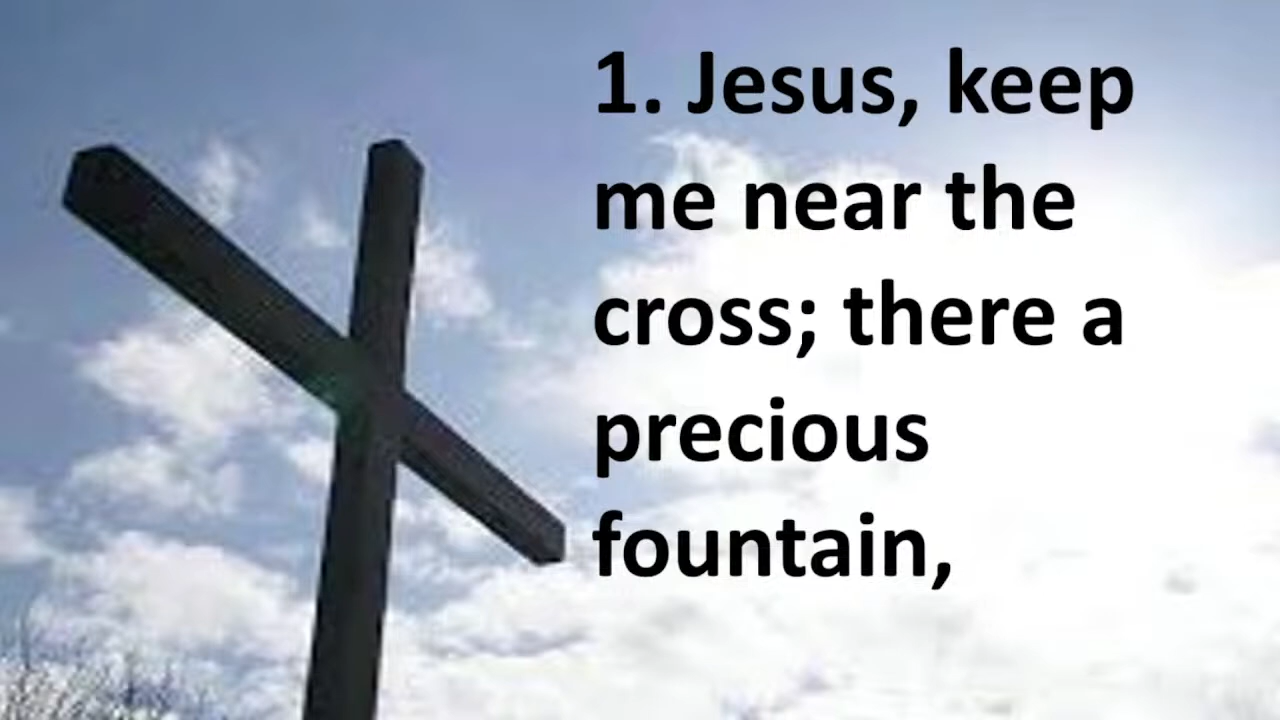 1. Jesus, keep
me near the
cross; there a
precious
fountain,